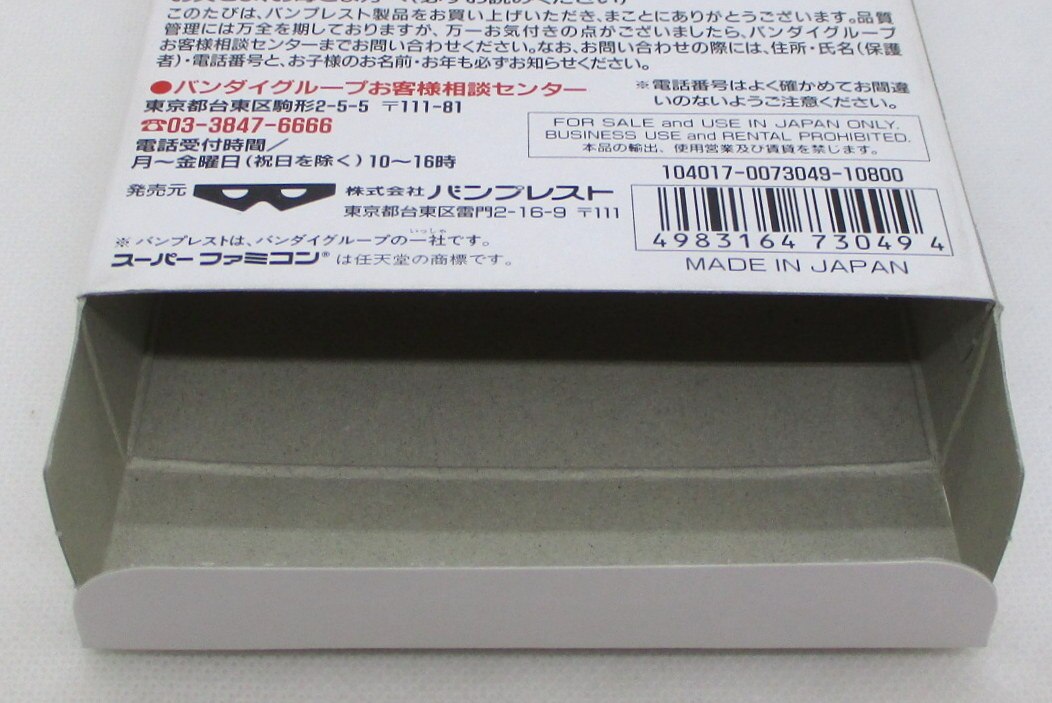 このたびは、バンプレスト製品をお買い上げいただき、まことにありがとうございます。品質
管理には万全を期しておりますが、万一お気付きの点がございましたら、バンダイグループ
お客様相談センターまでお問い合わせください。なお、お問い合わせの際には、住所・氏名(保護
者)・電話番号と、お子様のお名前・お年も必ずお知らせください。
●バンダイグループお客様相談センター
東京都台東区駒形2-5-5 〒111-81
☎03-3847-6666
電話受付時間/
月〜金曜日(祝日を除く)10〜16時
※電話番号はよく確かめてお間違
いのないようご注意ください。
FOR SALE and USE IN JAPAN ONLY.
BUSINESS USE and RENTAL PROHIBITED.
本品の輸出、使用営業及び賃貸を禁じます。
104017-0073049-10800
発売元 株式会社 バンプレスト
東京都台東区雷門2-16-9 〒111
いっしゃ
※ バンプレストは、バンダイグループの一社です。
スーパーファミコン®は任天堂の商標です。
4983164 730494
MADE IN JAPAN